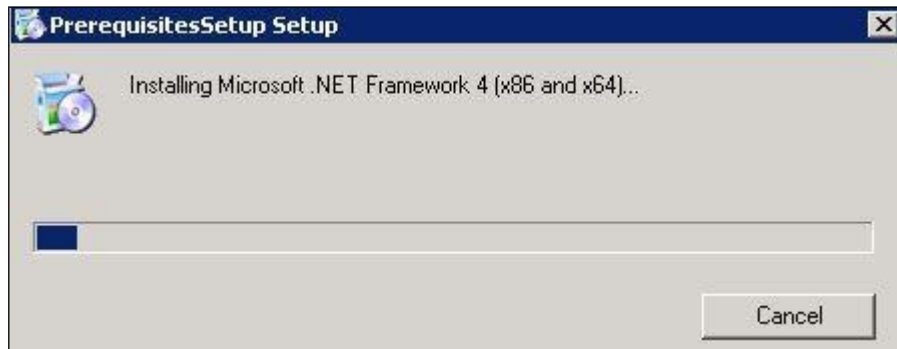 PrerequisitesSetup Setup
Installing Microsoft .NET Framework 4 (x86 and x64)...
Cancel